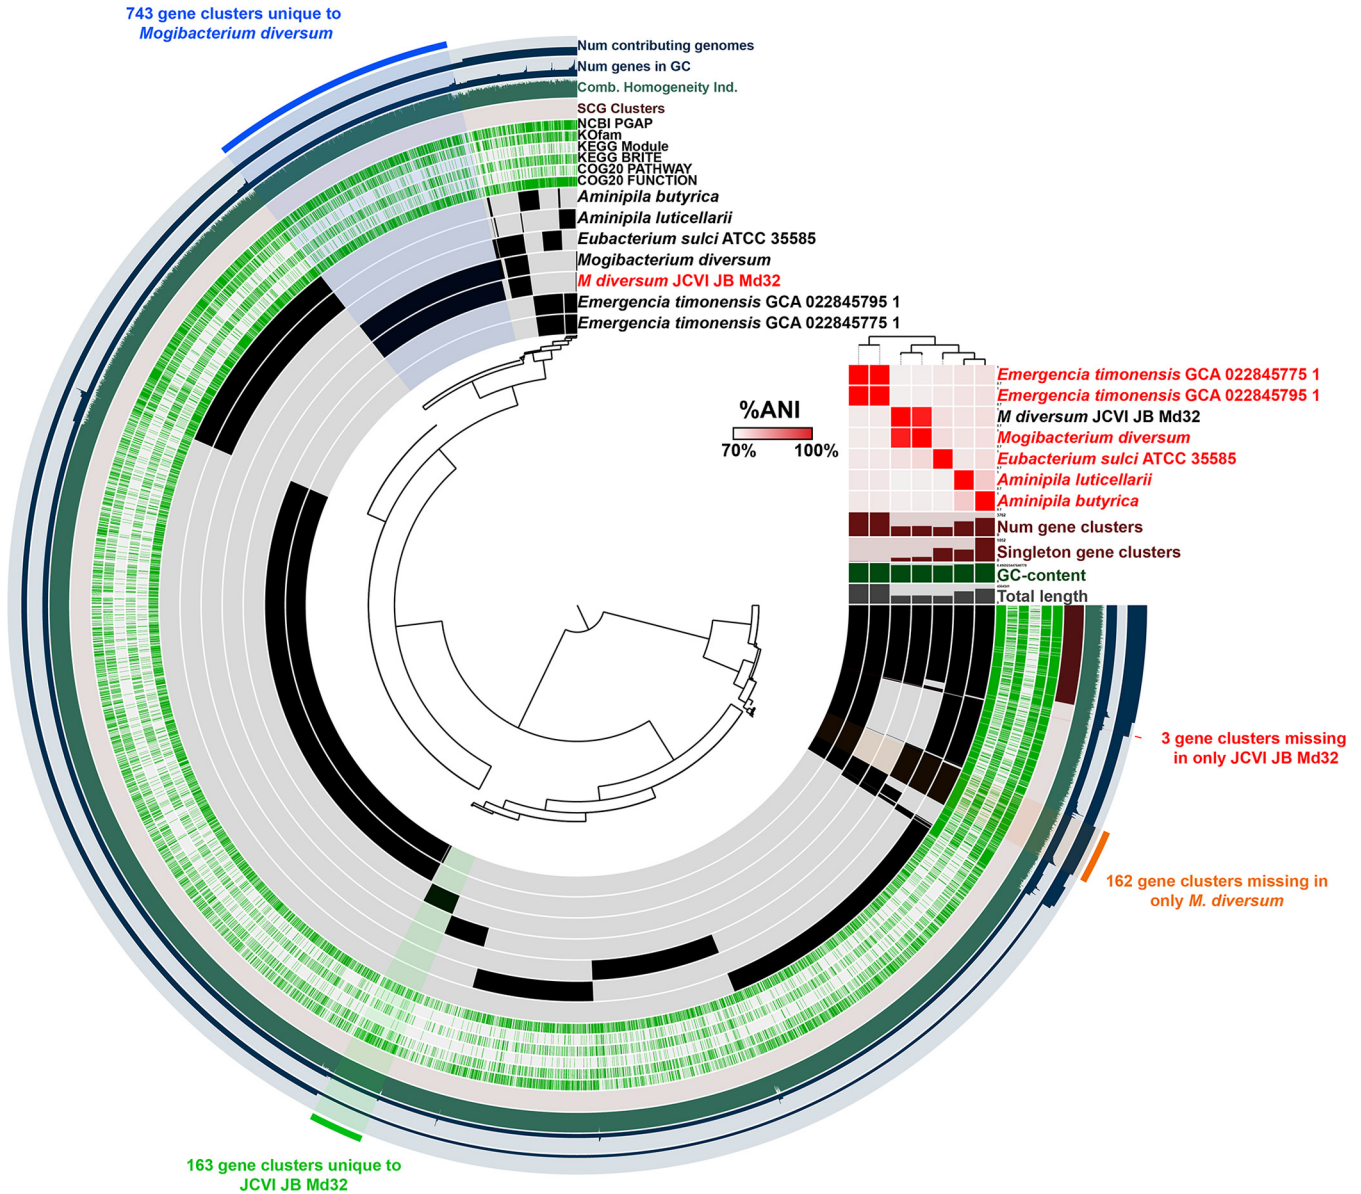 743 gene clusters unique to
Mogibacterium diversum
Num contributing genomes
Num genes in GC
Comb. Homogeneity Ind.
SCG Clusters
NCBI PGAP
KOfam
KEGG Module
KEGG BRITE
COG20 PATHWAY
COG20 FUNCTION
Aminipila butyrica
Aminipila luticellarii
Eubacterium sulci ATCC 35585
Mogibacterium diversum
M diversum JCVI JB Md32
Emergencia timonensis GCA 022845795 1
Emergencia timonensis GCA 022845775 1
%ANI
70% 100%
Emergencia timonensis GCA 022845775 1
Emergencia timonensis GCA 022845795 1
M diversum JCVI JB Md32
Mogibacterium diversum
Eubacterium sulci ATCC 35585
Aminipila luticellarii
Aminipila butyrica
Num gene clusters
Singleton gene clusters
GC-content
Total length
3 gene clusters missing
in only JCVI JB Md32
162 gene clusters missing in
only M. diversum
163 gene clusters unique to
JCVI JB Md32